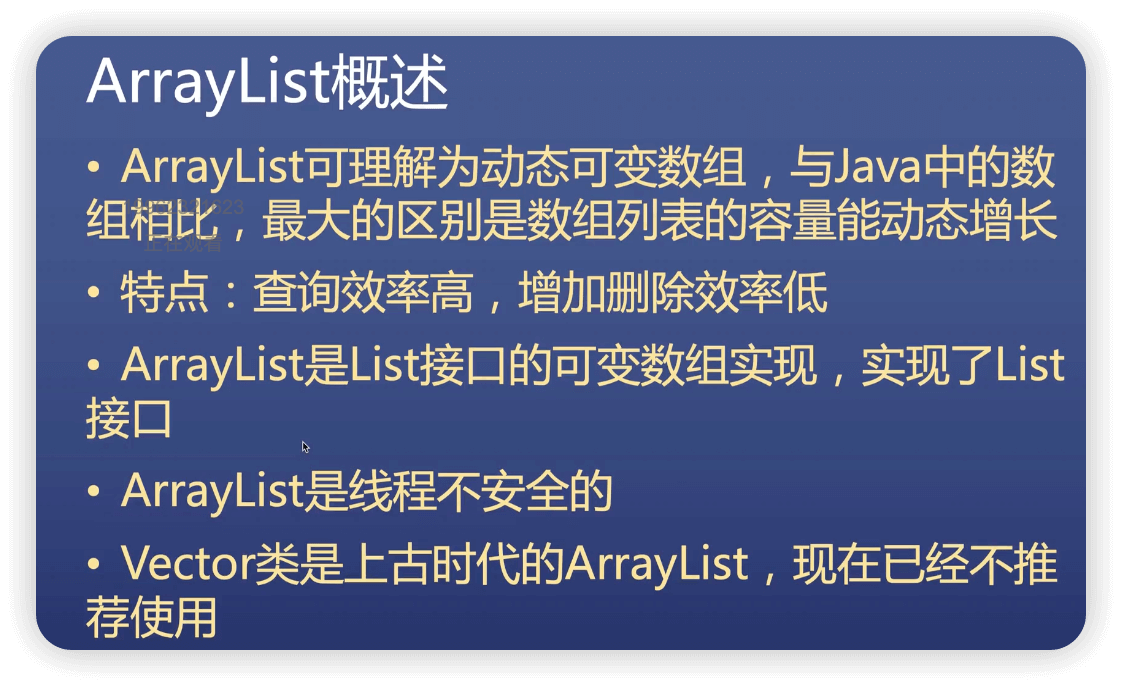 ArrayList概述
• ArrayList可理解为动态可变数组，与Java中的数
组相比，最大的区别是数组列表的容量能动态增长
正在观看
• 特点：查询效率高，增加删除效率低
• ArrayList是List接口的可变数组实现，实现了List
接口
• ArrayList是线程不安全的
• Vector类是上古时代的ArrayList，现在已经不推
荐使用